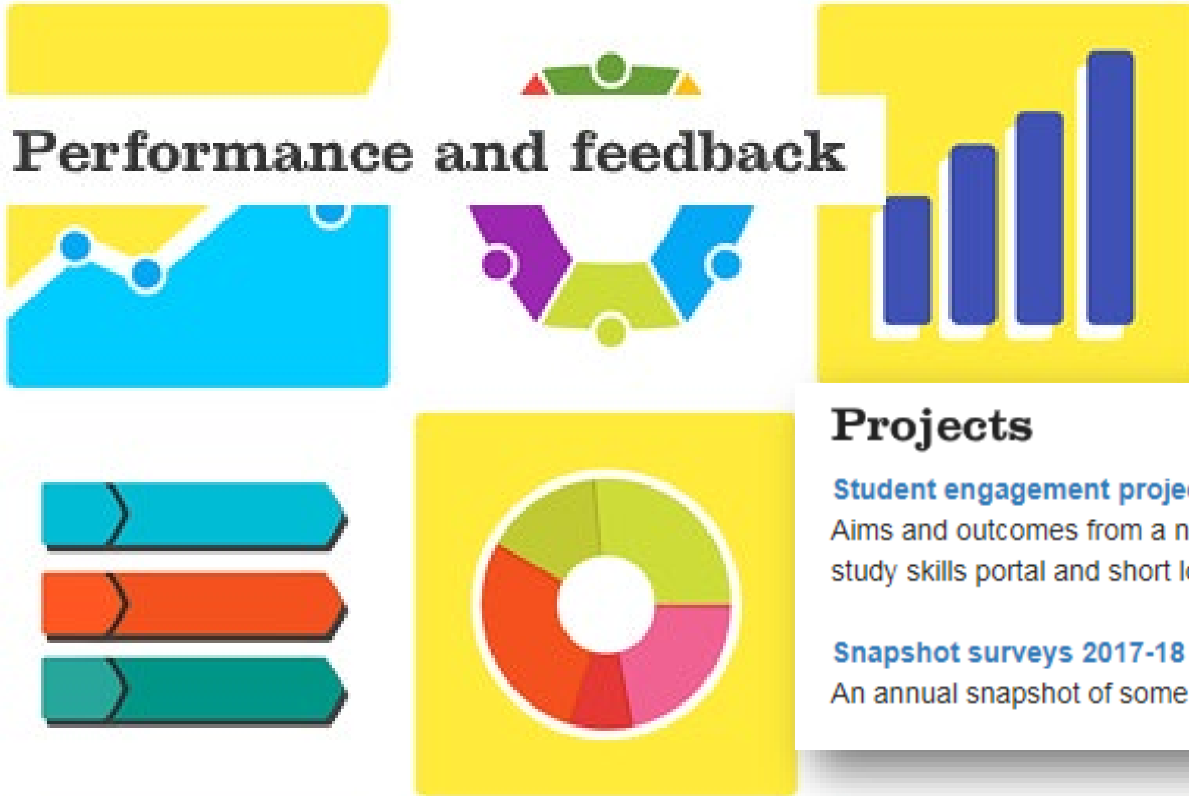 Performance and feedback
Projects
Student engagement projec
Aims and outcomes from a n
study skills portal and short l
Snapshot surveys 2017-18
An annual snapshot of some